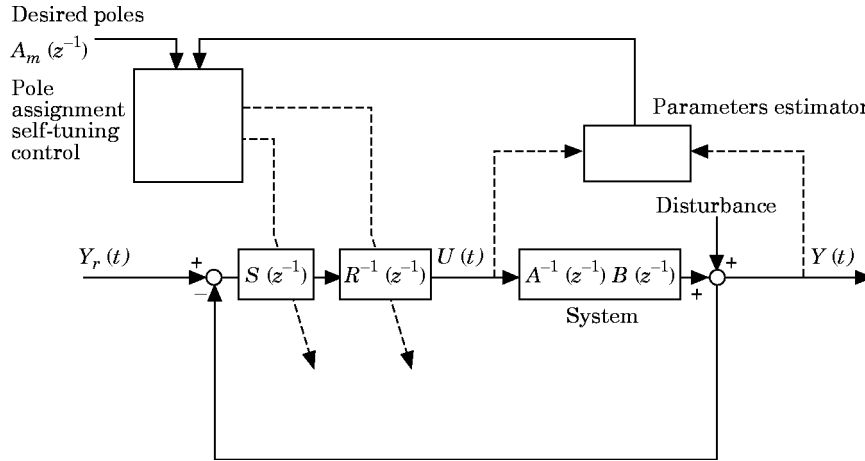 Desired poles
A_m (z^{-1})
Pole
assignment
self-tuning
control
Parameters estimator
Disturbance
Y_r (t)
+
−
S (z^{-1})
R^{-1} (z^{-1})
U (t)
A^{-1} (z^{-1}) B (z^{-1})
+
+
Y (t)
System